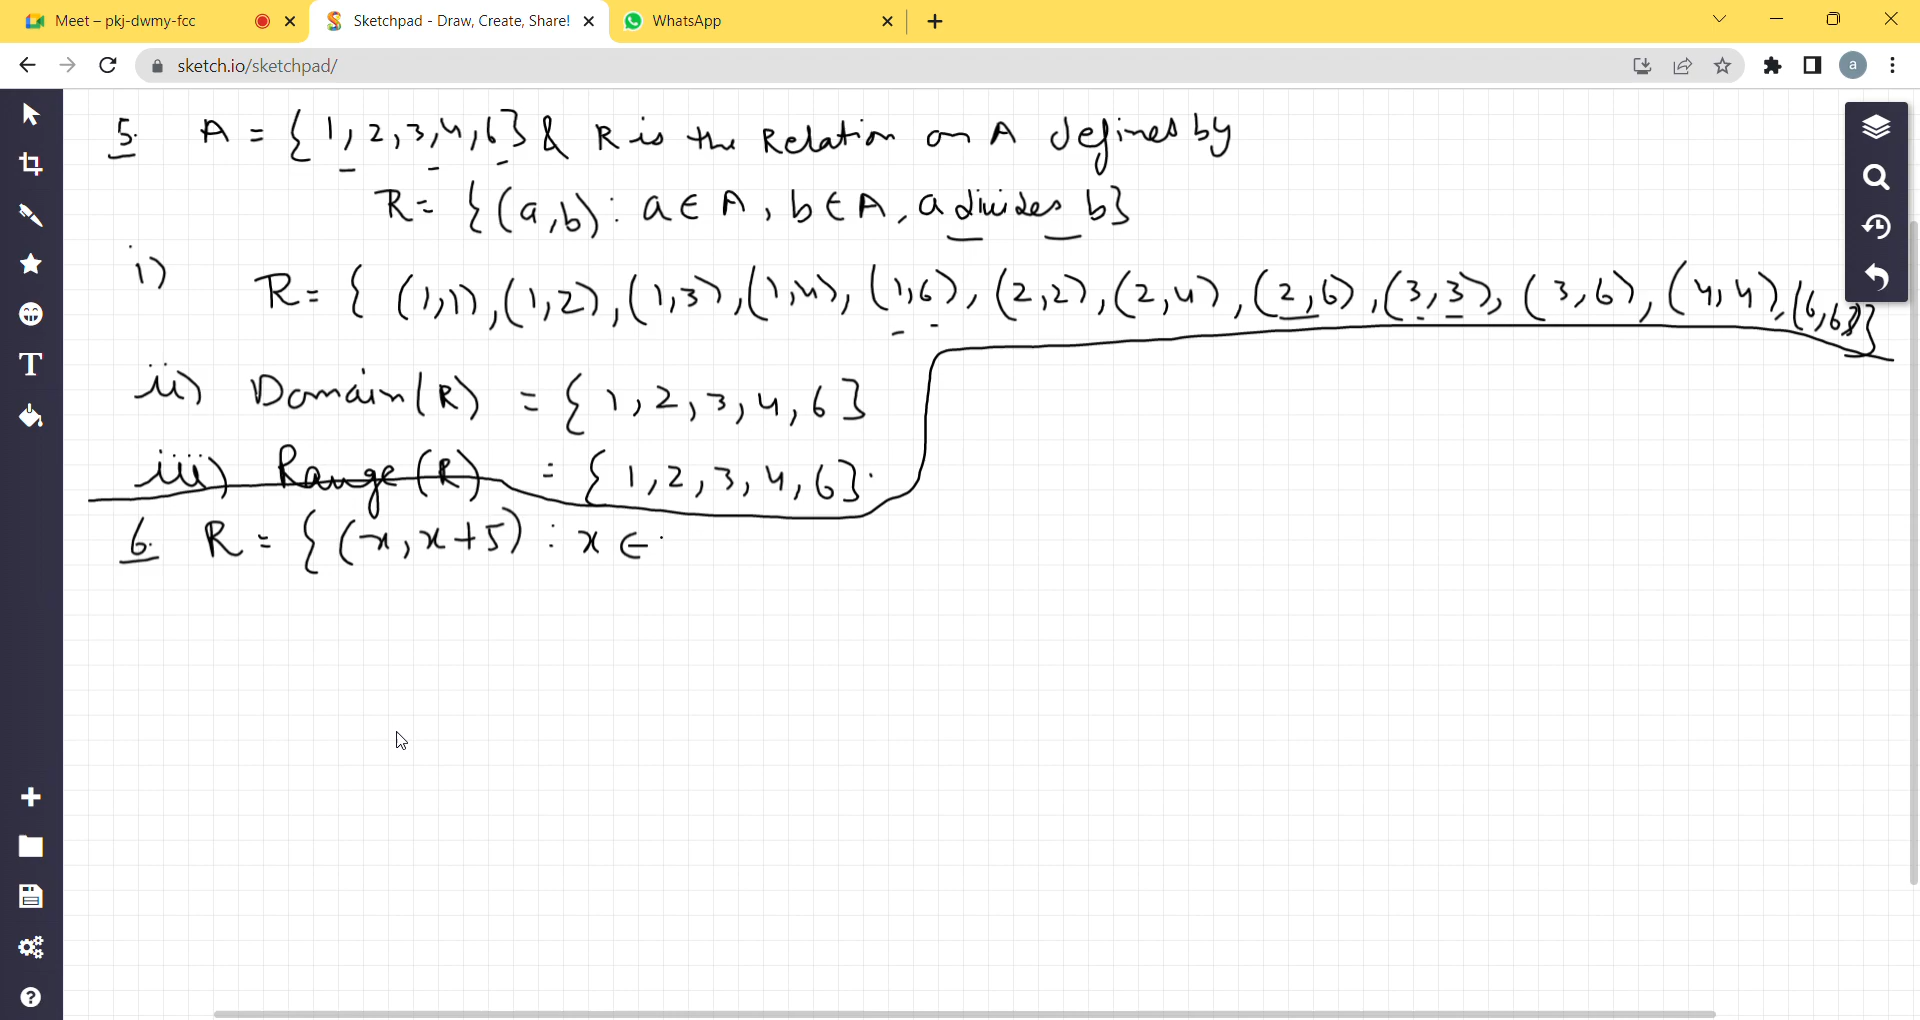 Meet – pkj-dwmy-fcc
Sketchpad - Draw, Create, Share!
WhatsApp
sketch.io/sketchpad/
a
5. A = { 1, 2, 3, 4, 6 } & R is the Relation on A defines by
R = { (a, b) : a ∈ A, b ∈ A, a divides b }
i) R = { (1,1), (1,2), (1,3), (1,4), (1,6), (2,2), (2,4), (2,6), (3,3), (3,6), (4,4), (6,6) }
ii) Domain (R) = { 1, 2, 3, 4, 6 }
iii) Range (R) = { 1, 2, 3, 4, 6 }.
6. R = { (x, x+5) : x ∈
T